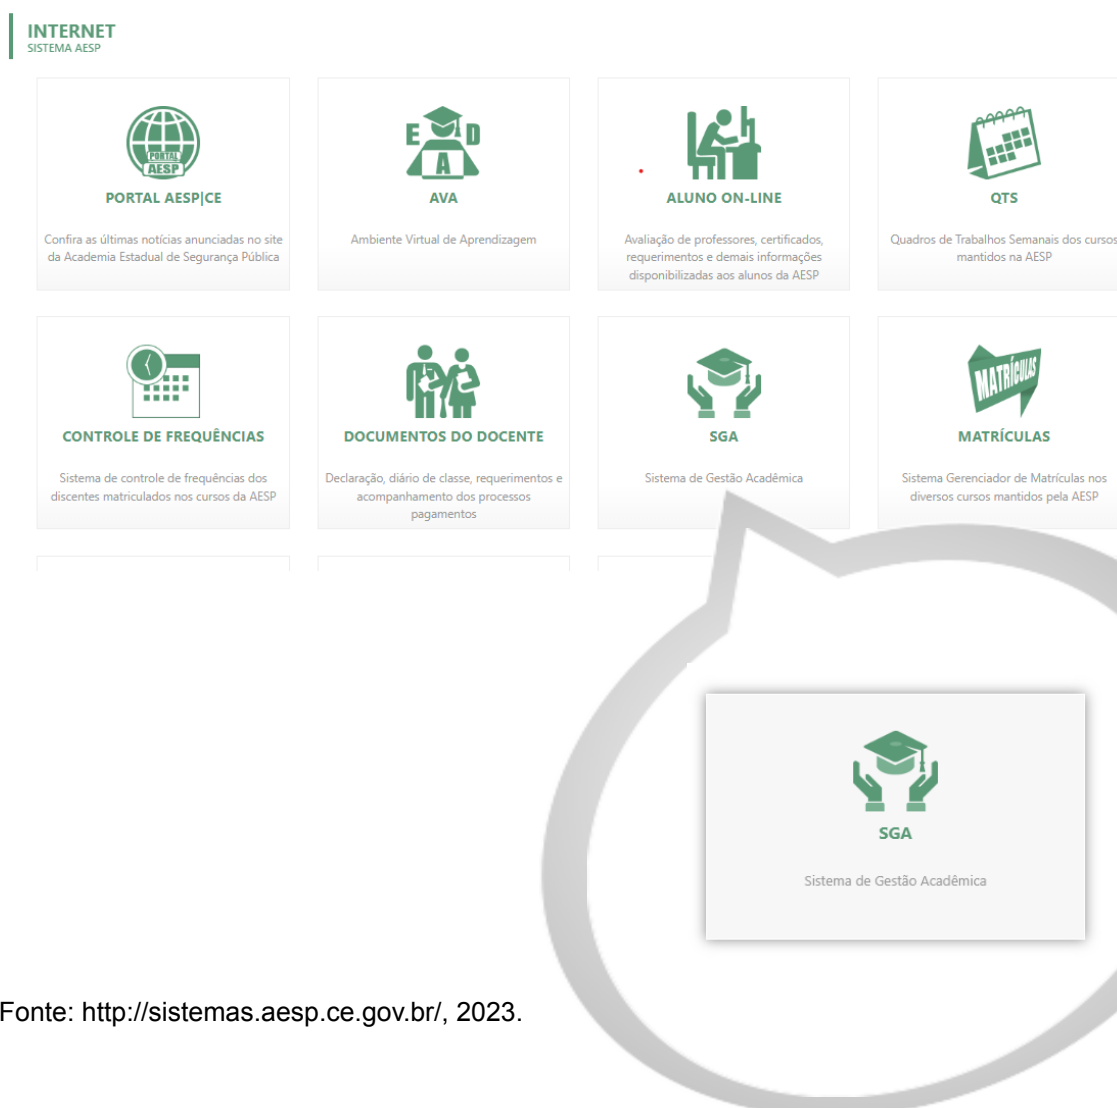 INTERNET
SISTEMA AESP
PORTAL
AESP
PORTAL AESP|CE
Confira as últimas notícias anunciadas no site
da Academia Estadual de Segurança Pública
E A D
AVA
Ambiente Virtual de Aprendizagem
ALUNO ON-LINE
Avaliação de professores, certificados,
requerimentos e demais informações
disponibilizadas aos alunos da AESP
QTS
Quadros de Trabalhos Semanais dos cursos
mantidos na AESP
CONTROLE DE FREQUÊNCIAS
Sistema de controle de frequências dos
discentes matriculados nos cursos da AESP
DOCUMENTOS DO DOCENTE
Declaração, diário de classe, requerimentos e
acompanhamento dos processos
pagamentos
SGA
Sistema de Gestão Acadêmica
MATRÍCULAS
MATRÍCULAS
Sistema Gerenciador de Matrículas nos
diversos cursos mantidos pela AESP
SGA
Sistema de Gestão Acadêmica
Fonte: http://sistemas.aesp.ce.gov.br/, 2023.